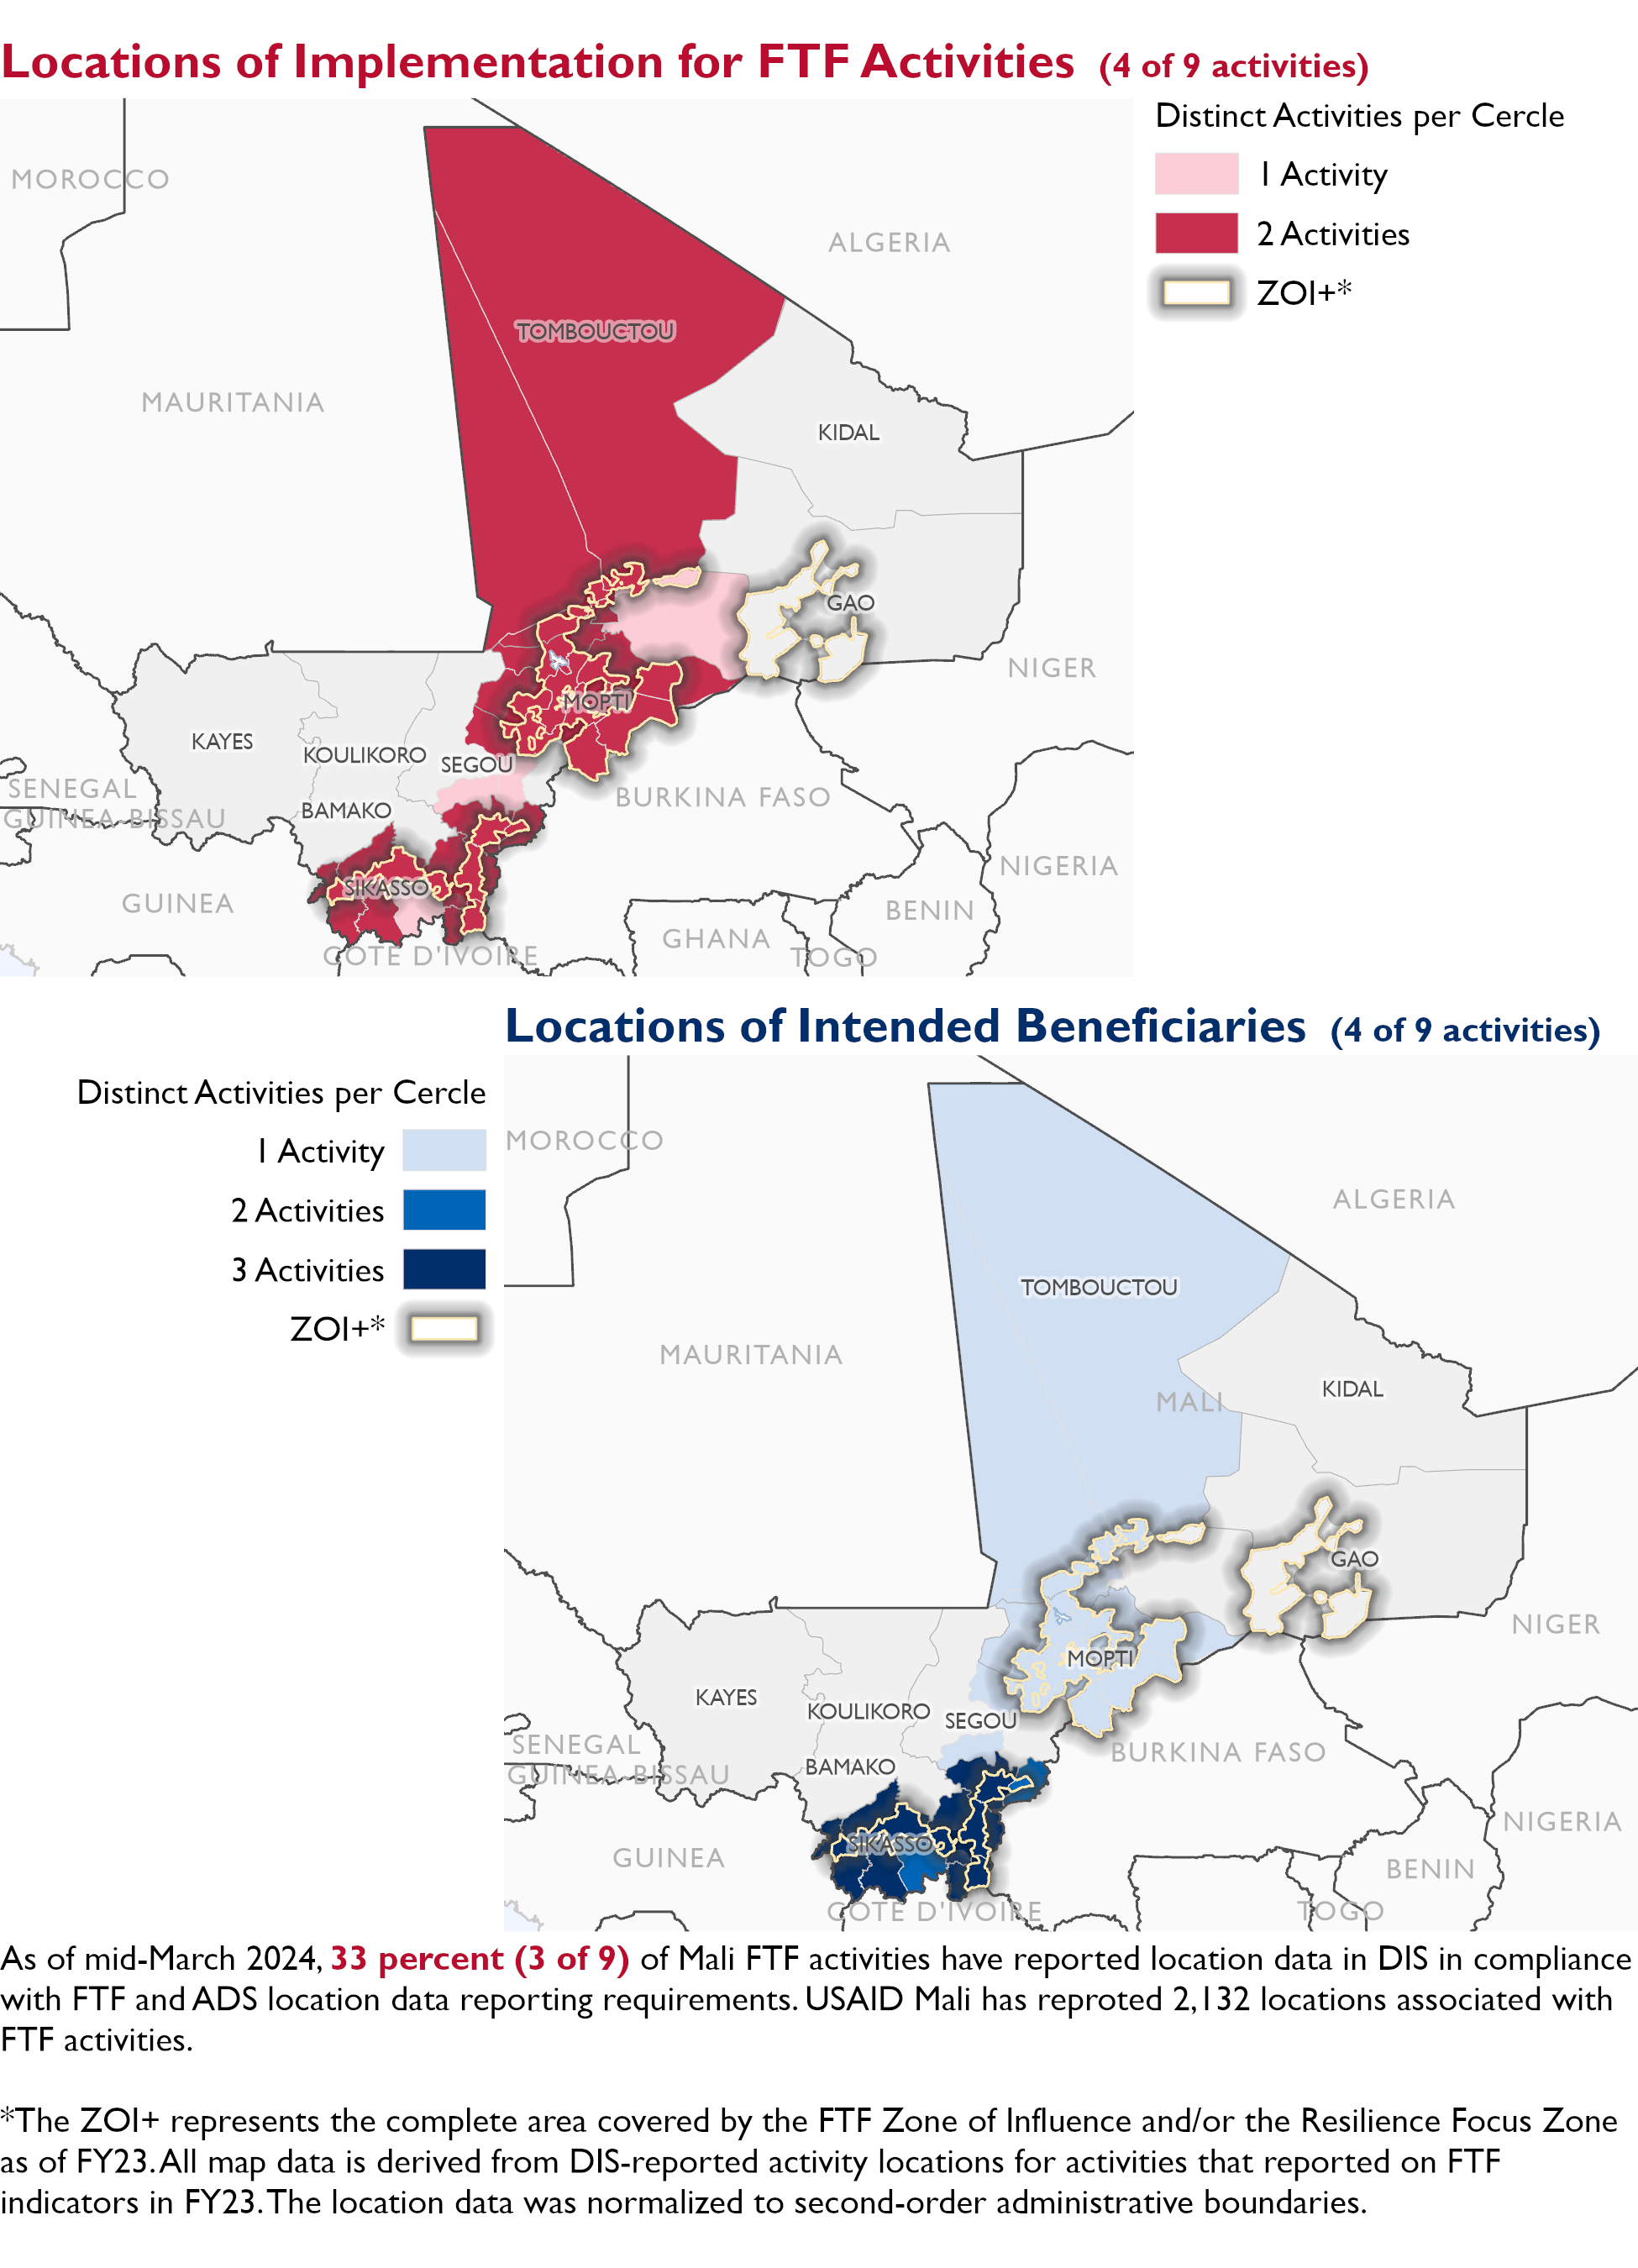 Locations of Implementation for FTF Activities (4 of 9 activities)
Distinct Activities per Cercle
1 Activity
2 Activities
ZOI+*
MOROCCO
ALGERIA
TOMBOUCTOU
MAURITANIA
KIDAL
GAO
NIGER
MOPTI
KAYES
KOULIKORO
SEGOU
SENEGAL
BURKINA FASO
GUINEA-BISSAU
BAMAKO
NIGERIA
SIKASSO
GUINEA
BENIN
GHANA
COTE D'IVOIRE
TOGO
Locations of Intended Beneficiaries (4 of 9 activities)
Distinct Activities per Cercle
1 Activity
2 Activities
3 Activities
ZOI+*
MOROCCO
ALGERIA
TOMBOUCTOU
MAURITANIA
KIDAL
MALI
GAO
NIGER
MOPTI
KAYES
KOULIKORO
SEGOU
SENEGAL
BURKINA FASO
GUINEA-BISSAU
BAMAKO
NIGERIA
SIKASSO
GUINEA
BENIN
COTE D'IVOIRE
TOGO
As of mid-March 2024, 33 percent (3 of 9) of Mali FTF activities have reported location data in DIS in compliance
with FTF and ADS location data reporting requirements. USAID Mali has reproted 2,132 locations associated with
FTF activities.
*The ZOI+ represents the complete area covered by the FTF Zone of Influence and/or the Resilience Focus Zone
as of FY23. All map data is derived from DIS-reported activity locations for activities that reported on FTF
indicators in FY23. The location data was normalized to second-order administrative boundaries.